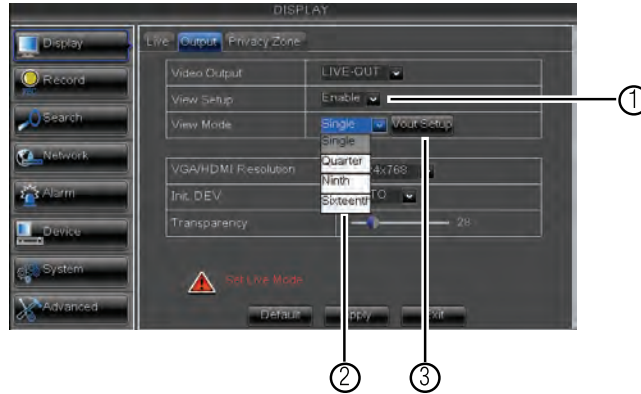 DISPLAY
Display
Record
Search
Network
Alarm
Device
System
Advanced
Live Output Privacy Zone
Video Output LIVE-OUT
View Setup Enable
View Mode Single Vout Setup
Single
Quarter
Ninth
Sixteenth
VGA/HDMI Resolution 4x768
Init. DEV TO
Transparency 28
Set Live Mode
Default Apply Exit
1
2
3